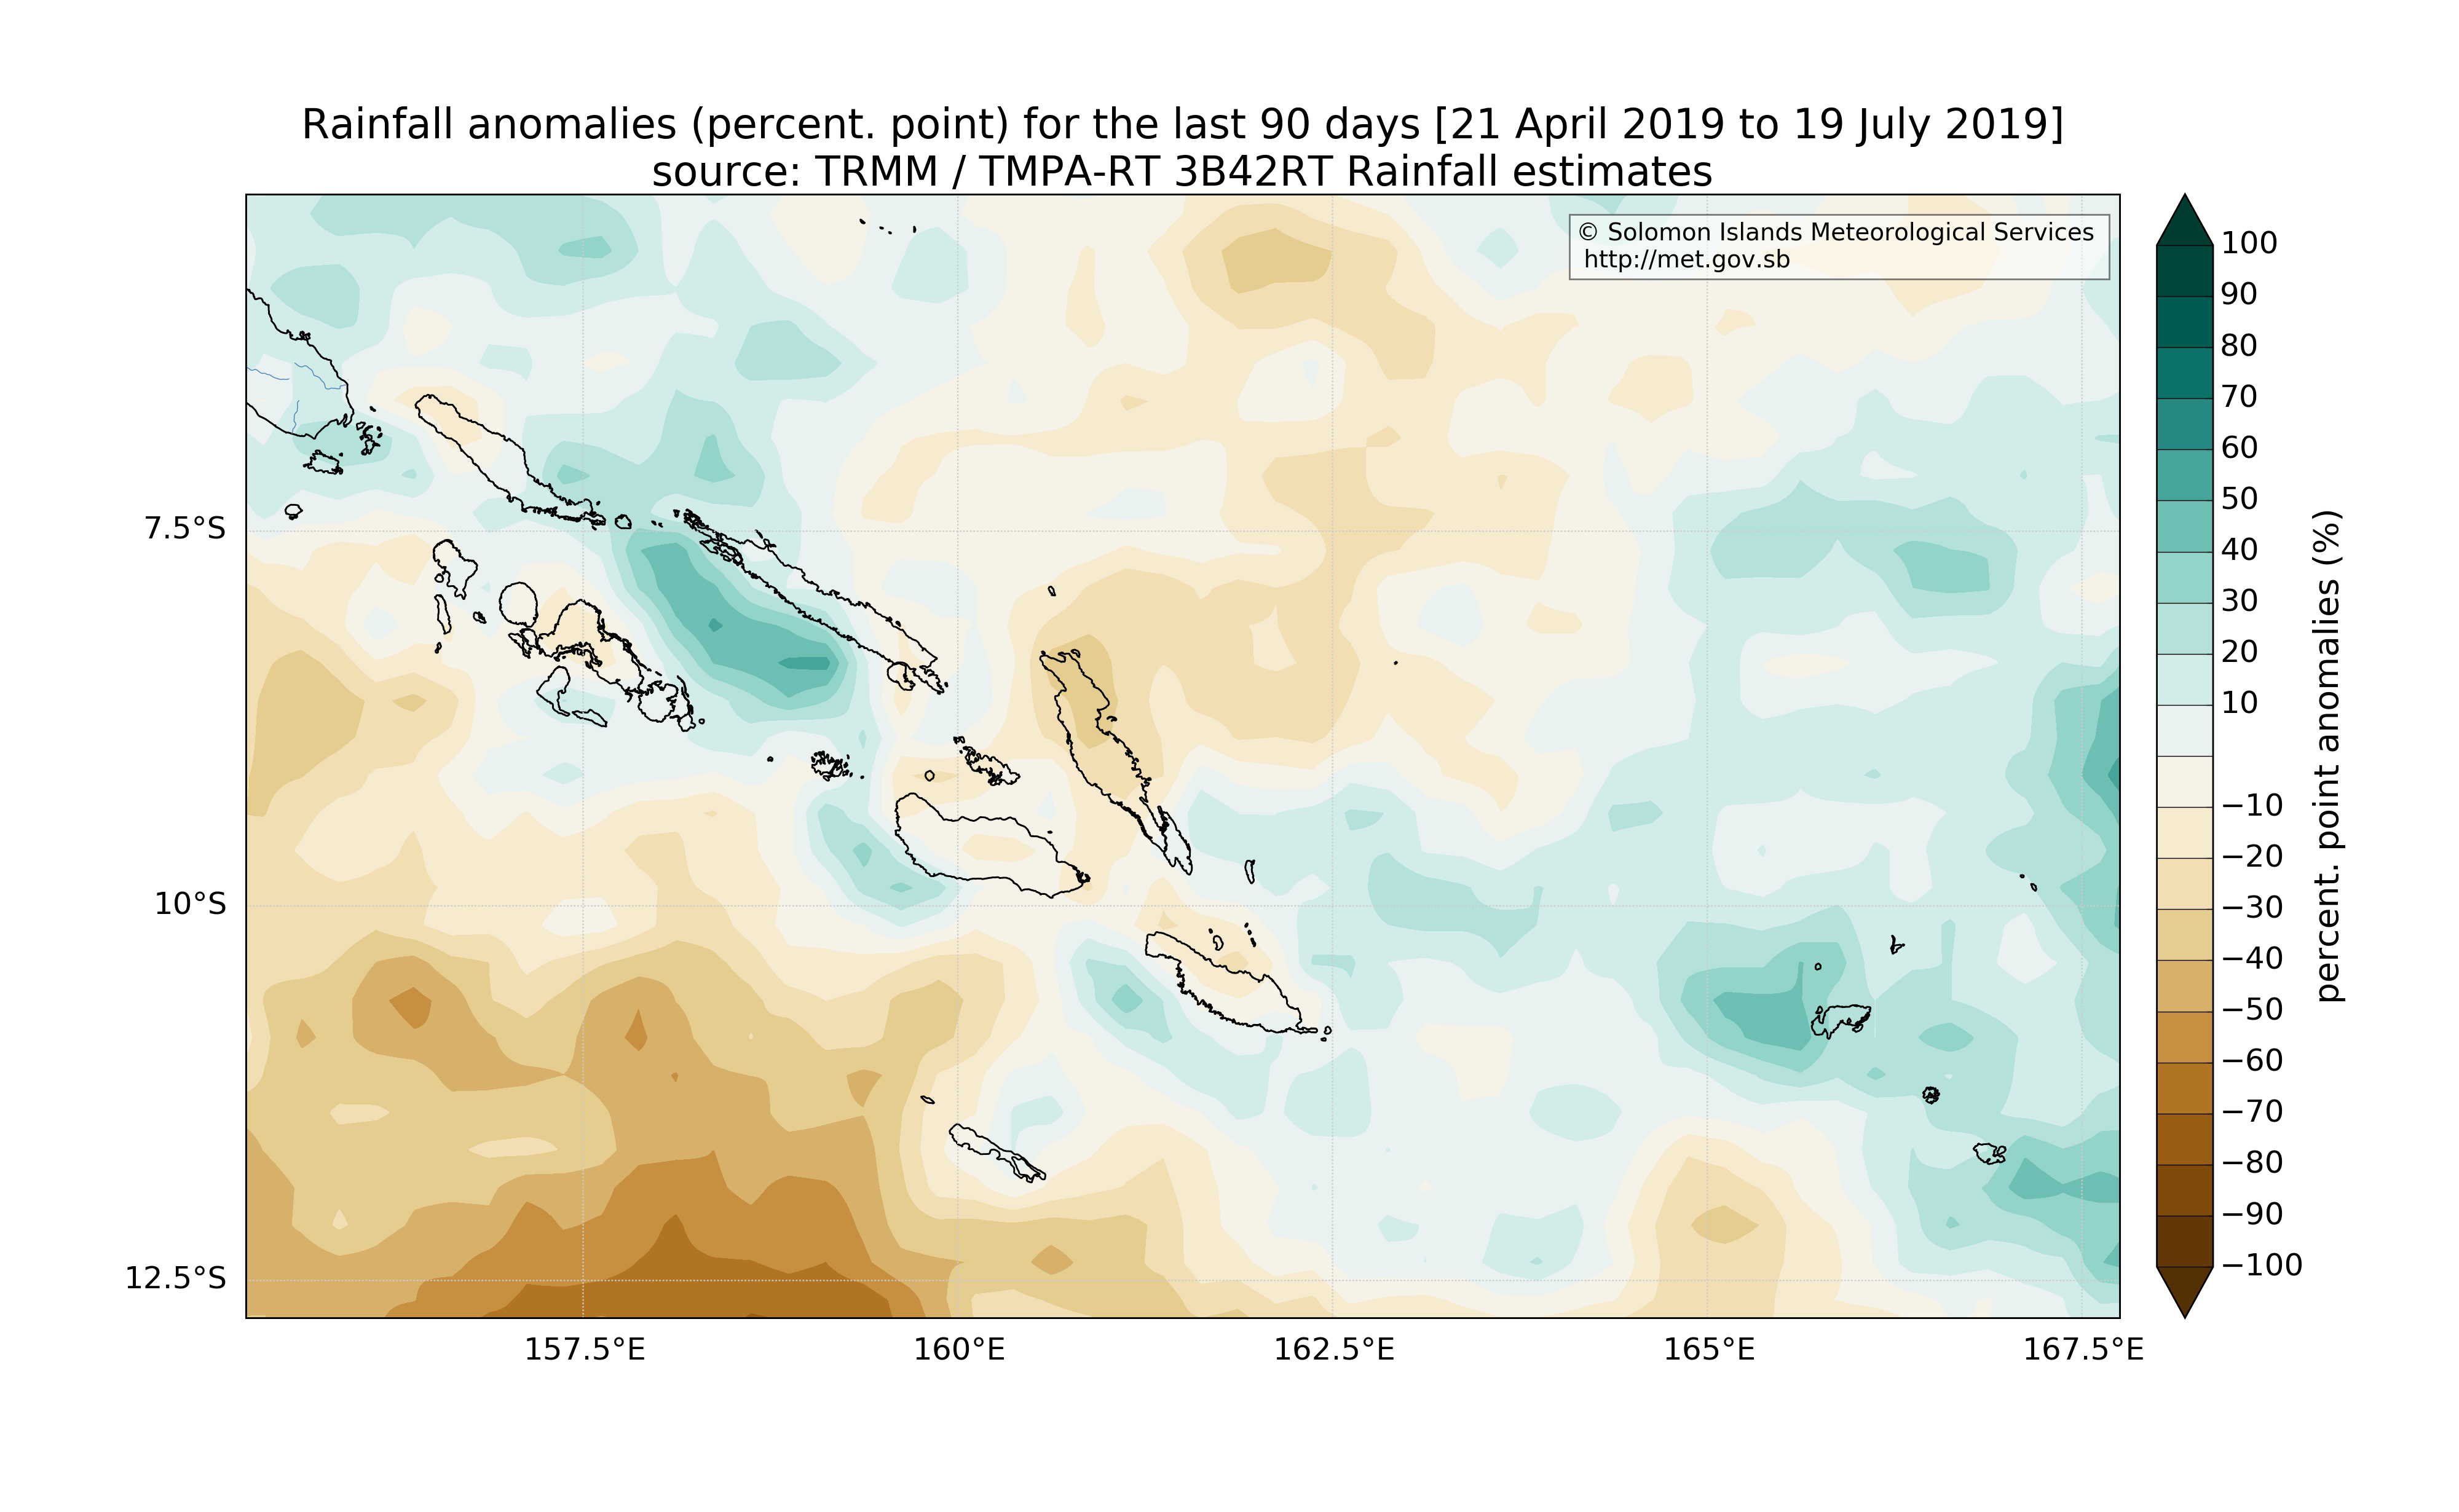 Rainfall anomalies (percent. point) for the last 90 days [21 April 2019 to 19 July 2019]
source: TRMM / TMPA-RT 3B42RT Rainfall estimates
© Solomon Islands Meteorological Services
http://met.gov.sb
7.5°S
10°S
12.5°S
157.5°E
160°E
162.5°E
165°E
167.5°E
100
90
80
70
60
50
40
30
20
10
−10
−20
−30
−40
−50
−60
−70
−80
−90
−100
percent. point anomalies (%)